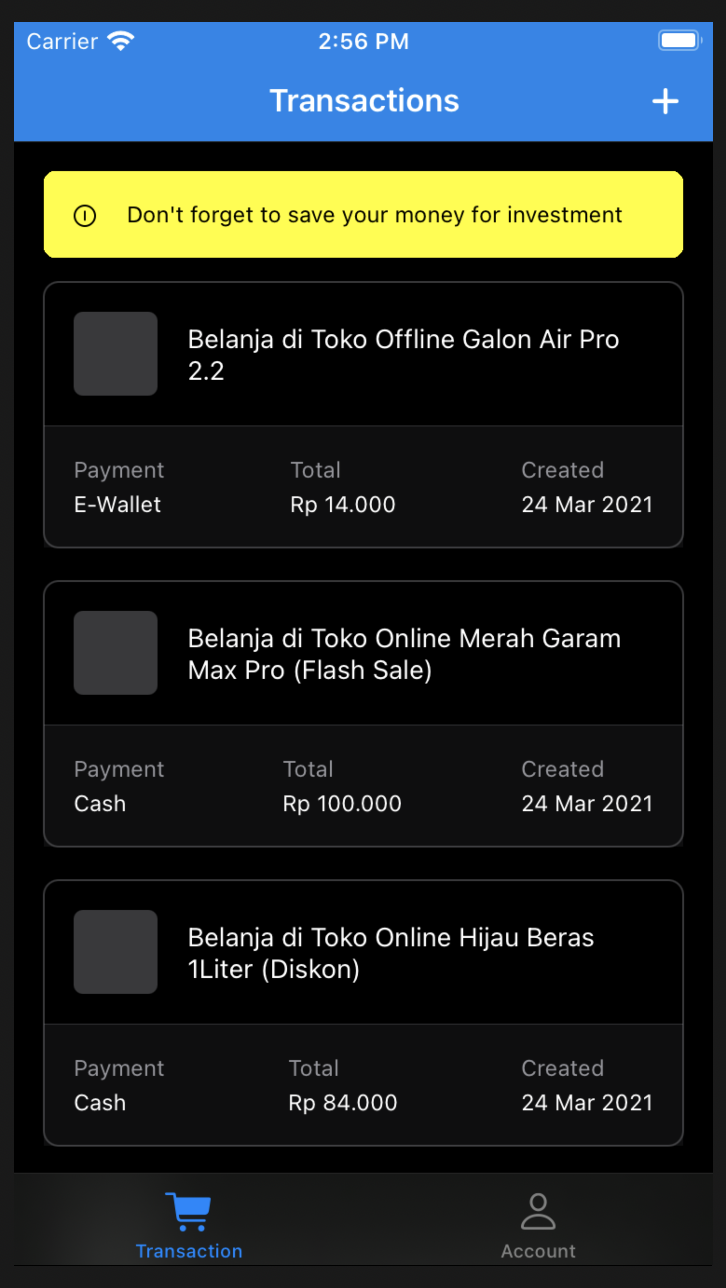 Carrier 2:56 PM
Transactions +
Don't forget to save your money for investment
Belanja di Toko Offline Galon Air Pro
2.2
Payment Total Created
E-Wallet Rp 14.000 24 Mar 2021
Belanja di Toko Online Merah Garam
Max Pro (Flash Sale)
Payment Total Created
Cash Rp 100.000 24 Mar 2021
Belanja di Toko Online Hijau Beras
1Liter (Diskon)
Payment Total Created
Cash Rp 84.000 24 Mar 2021
Transaction Account